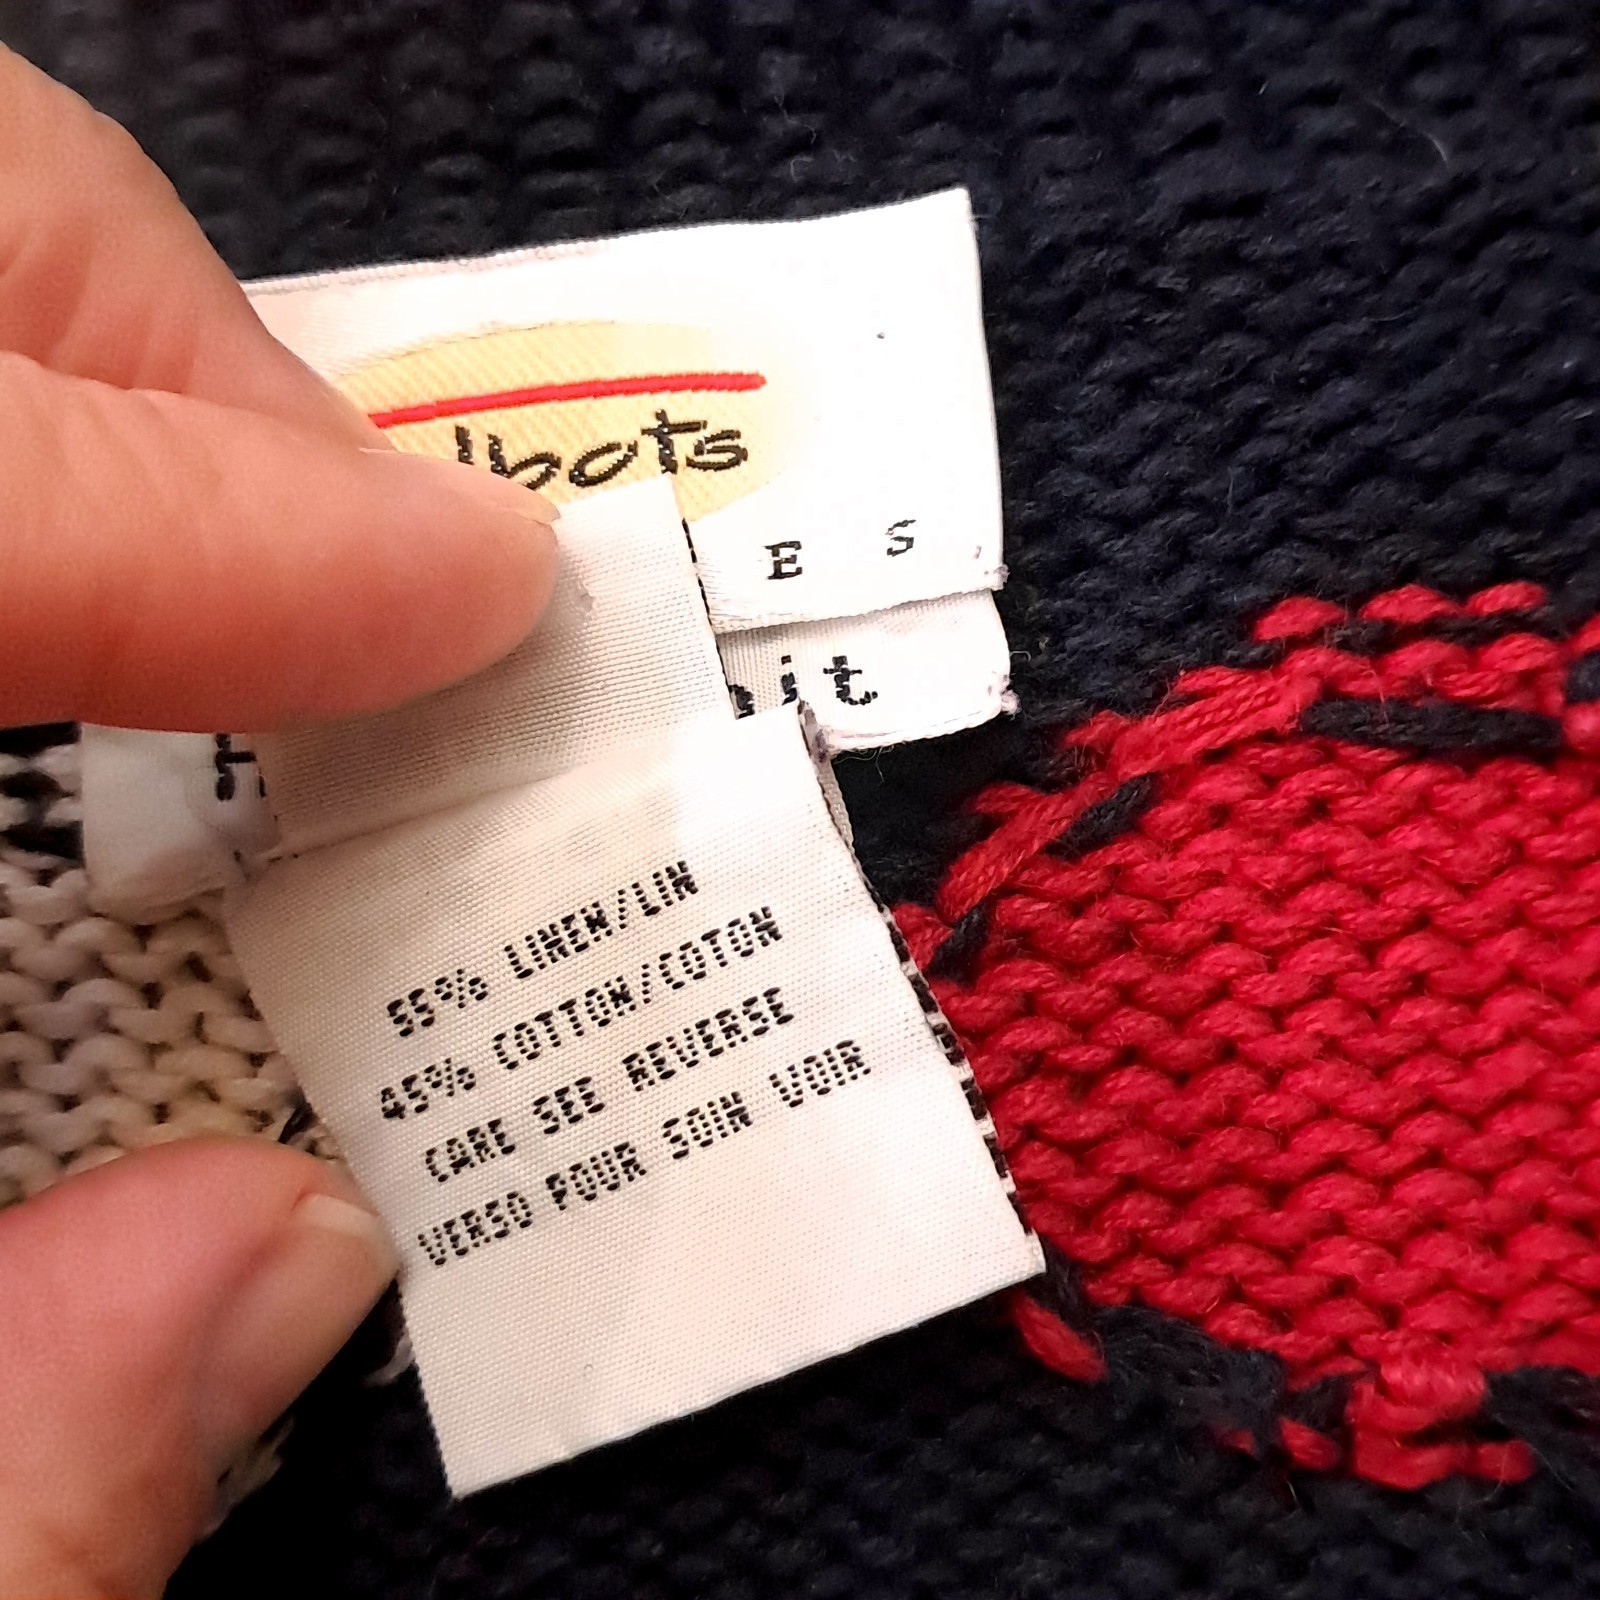 lbots
E S
it
55% LINEN/LIN
45% COTTON/COTON
CARE SEE REVERSE
VERSO POUR SOIN VOIR